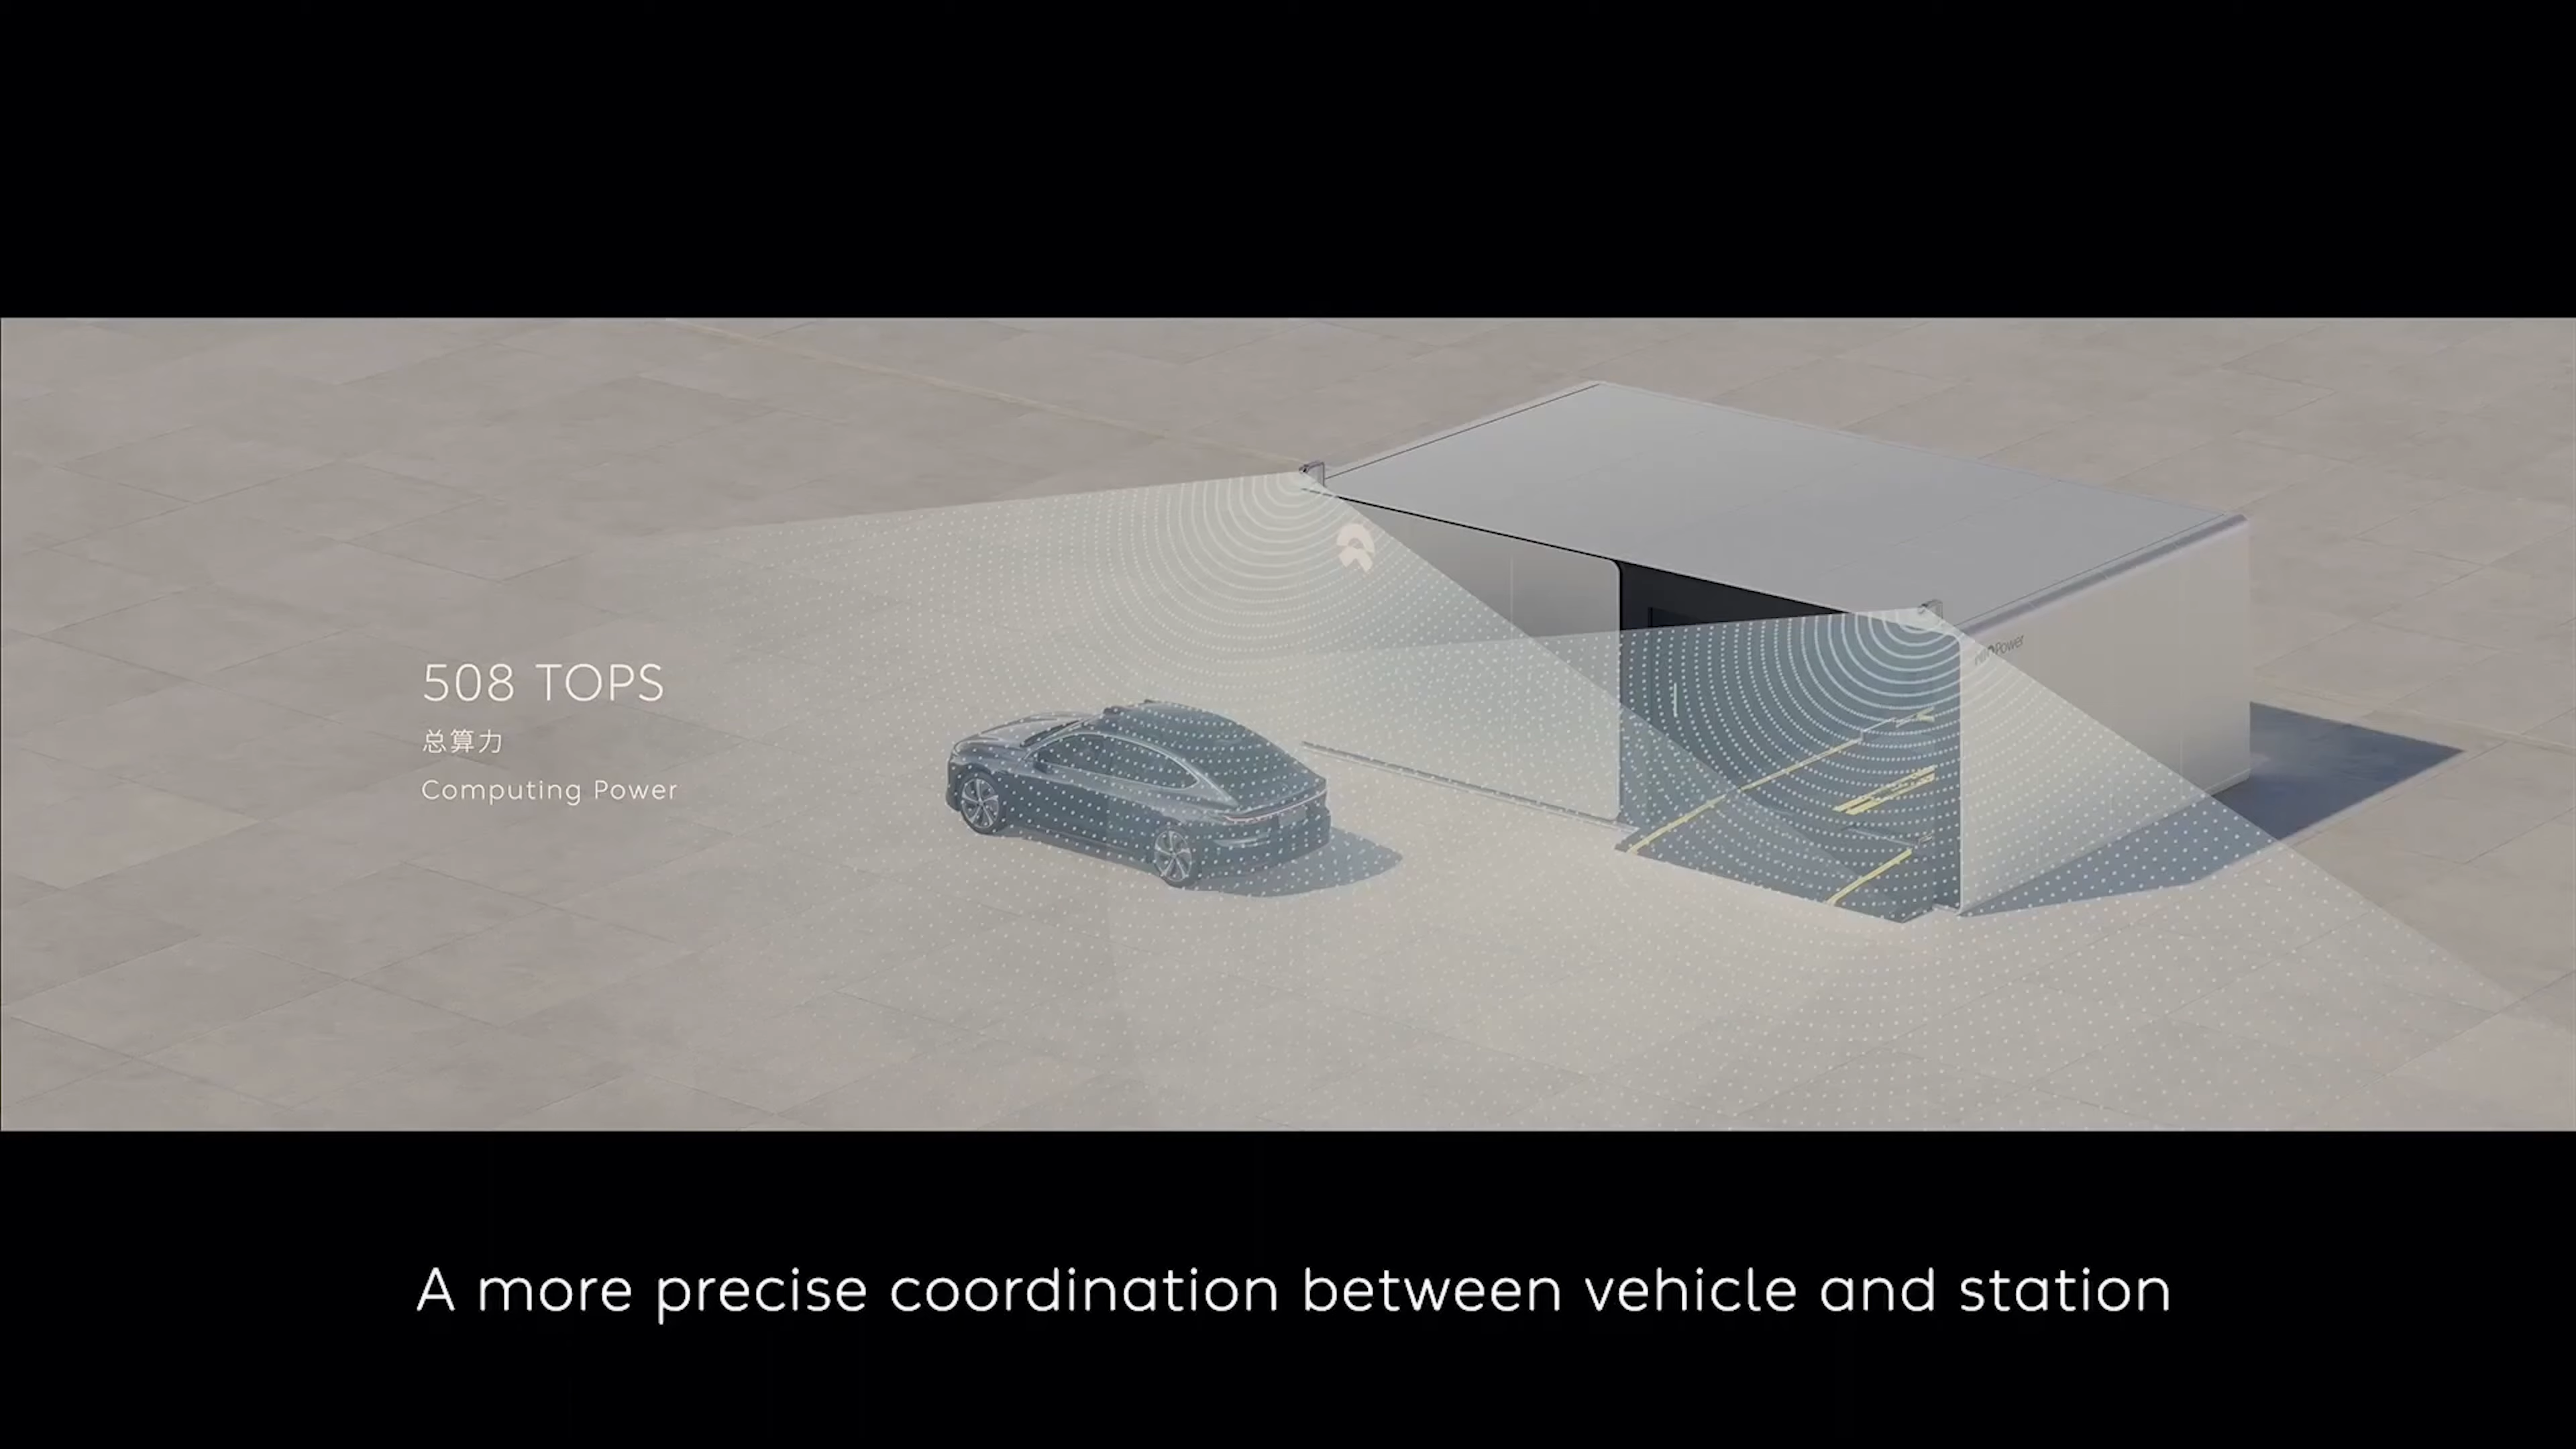 508 TOPS
总算力
Computing Power
A more precise coordination between vehicle and station